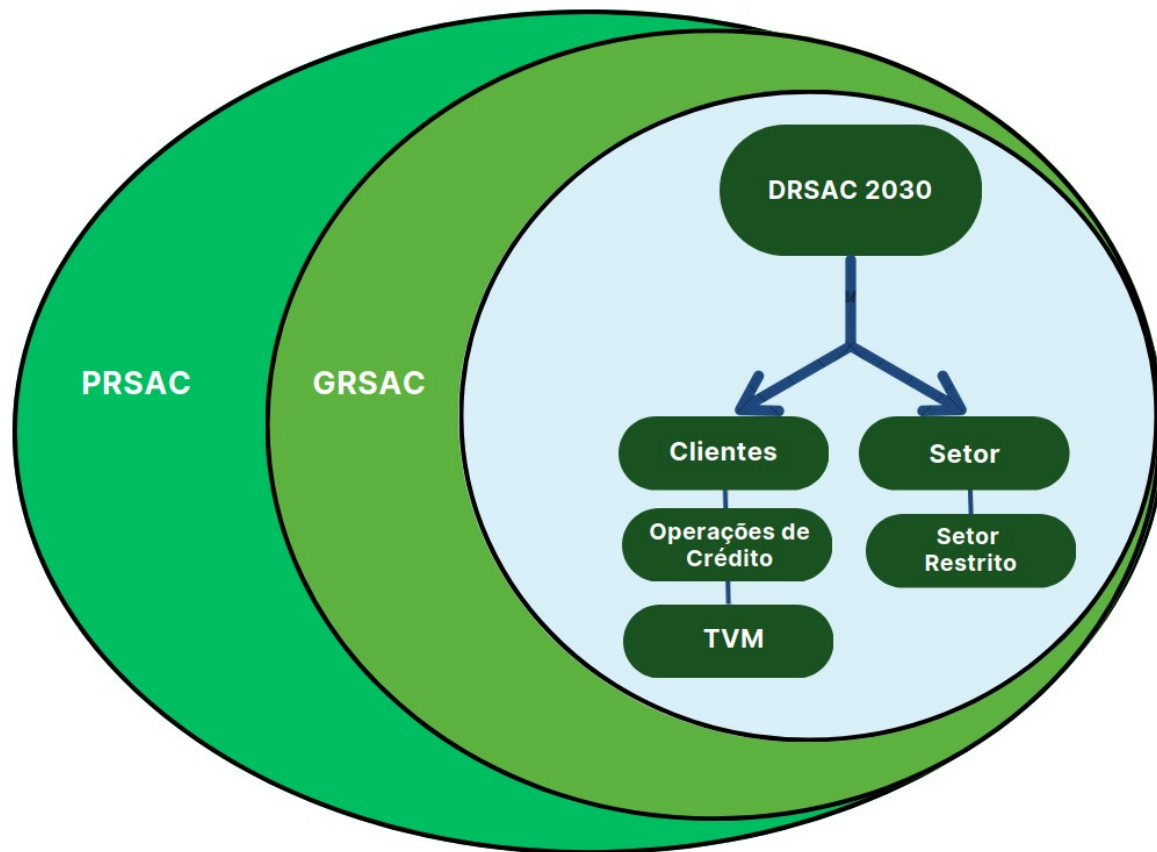 DRSAC 2030
PRSAC
GRSAC
Clientes
Setor
Operações de
Crédito
Setor
Restrito
TVM